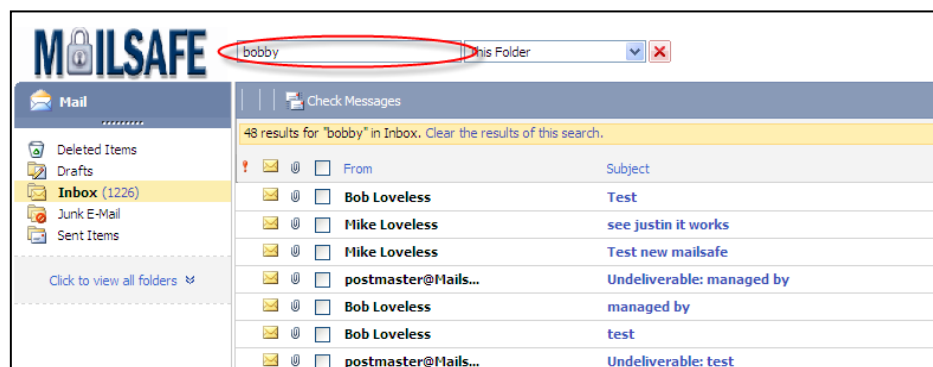 MAILSAFE
bobby This Folder
Mail
Check Messages
48 results for "bobby" in Inbox. Clear the results of this search.
Deleted Items
Drafts
Inbox (1226)
Junk E-Mail
Sent Items
Click to view all folders
! From Subject
Bob Loveless Test
Mike Loveless see justin it works
Mike Loveless Test new mailsafe
postmaster@Mails... Undeliverable: managed by
Bob Loveless managed by
Bob Loveless test
postmaster@Mails... Undeliverable: test